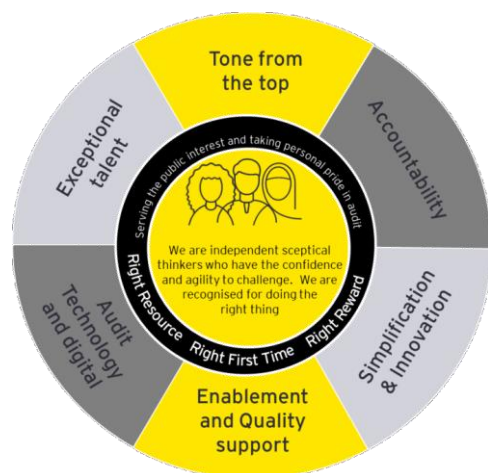 Tone from
the top
Accountability
Simplification
& Innovation
Enablement
and Quality
support
Audit
Technology
and digital
Exceptional
talent
Serving the public interest and taking personal pride in audit
Right Resource Right First Time Right Reward
We are independent sceptical
thinkers who have the confidence
and agility to challenge. We are
recognised for doing the
right thing